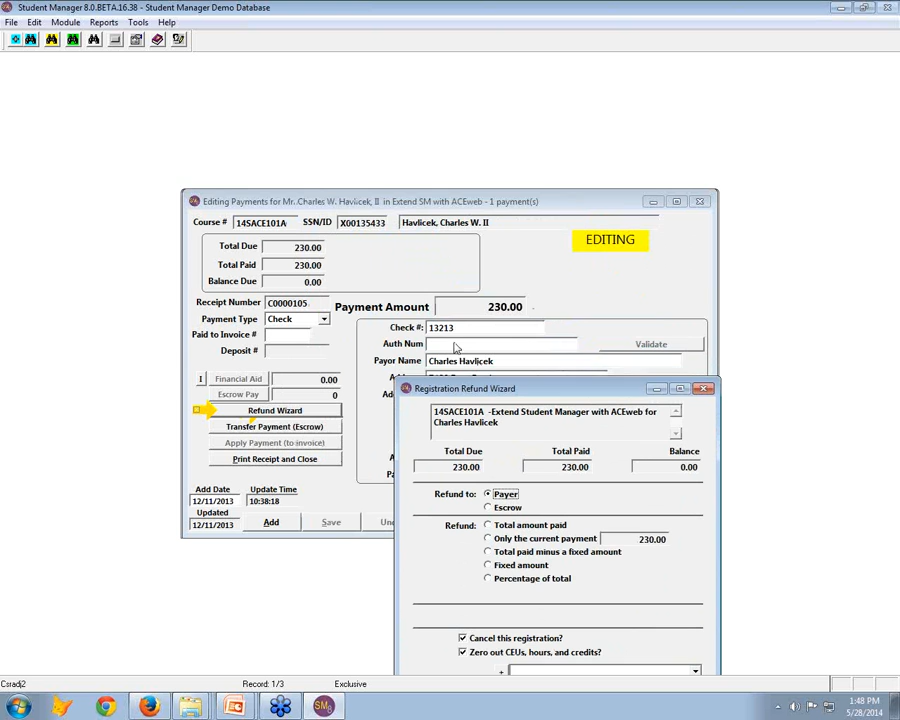 Student Manager 8.0.BETA.16.38 - Student Manager Demo Database
File Edit Module Reports Tools Help
Editing Payments for Mr. Charles W. Havlicek, II in Extend SM with ACEweb - 1 payment(s)
Course # 14SACE101A SSN/ID X00135433 Havlicek, Charles W. II
EDITING
Total Due 230.00
Total Paid 230.00
Balance Due 0.00
Receipt Number C0000105
Payment Amount 230.00
Payment Type Check
Paid to Invoice #
Deposit #
Check #: 13213
Auth Num
Validate
Payor Name Charles Havlicek
I Financial Aid 0.00
Escrow Pay 0
Refund Wizard
Transfer Payment (Escrow)
Apply Payment (to invoice)
Print Receipt and Close
Add Date Update Time
12/11/2013 10:38:18
Updated
12/11/2013 Add Save
Registration Refund Wizard
14SACE101A -Extend Student Manager with ACEweb for
Charles Havlicek
Total Due Total Paid Balance
230.00 230.00 0.00
Refund to: Payer
Escrow
Refund: Total amount paid
Only the current payment 230.00
Total paid minus a fixed amount
Fixed amount
Percentage of total
Cancel this registration?
Zero out CEUs, hours, and credits?
+
Csradj2 Record: 1/3 Exclusive
SM8
1:48 PM
5/28/2014